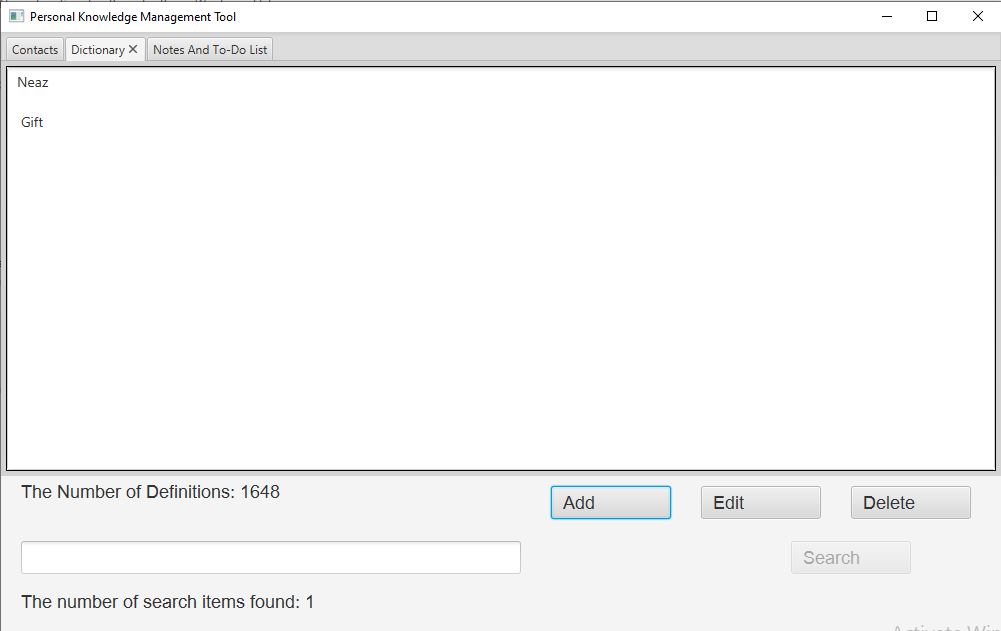 Personal Knowledge Management Tool
Contacts Dictionary Notes And To-Do List
Neaz
Gift
The Number of Definitions: 1648
Add Edit Delete
Search
The number of search items found: 1